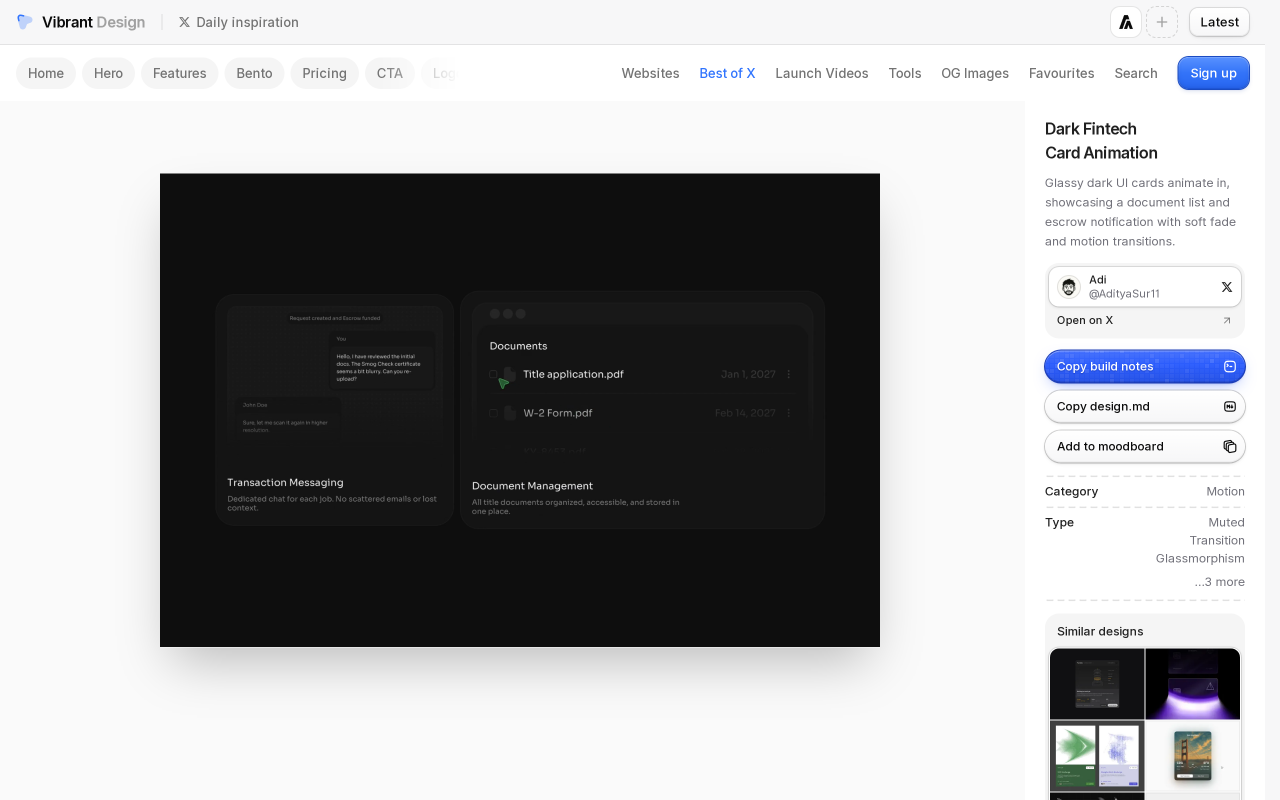 Vibrant Design
Daily inspiration
Latest
Home
Hero
Features
Bento
Pricing
CTA
Log
Websites
Best of X
Launch Videos
Tools
OG Images
Favourites
Search
Sign up
Request created and Escrow funded
You
Hello, I have reviewed the initial
docs. The Smog Check certificate
seems a bit blurry. Can you re-
upload?
John Doe
Sure, let me scan it again in higher
resolution.
Transaction Messaging
Dedicated chat for each job. No scattered emails or lost
context.
Documents
Title application.pdf
Jan 1, 2027
W-2 Form.pdf
Feb 14, 2027
Document Management
All title documents organized, accessible, and stored in
one place.
Dark Fintech
Card Animation
Glassy dark UI cards animate in,
showcasing a document list and
escrow notification with soft fade
and motion transitions.
Adi
@AdityaSur11
Open on X
Copy build notes
Copy design.md
Add to moodboard
Category
Motion
Type
Muted
Transition
Glassmorphism
...3 more
Similar designs